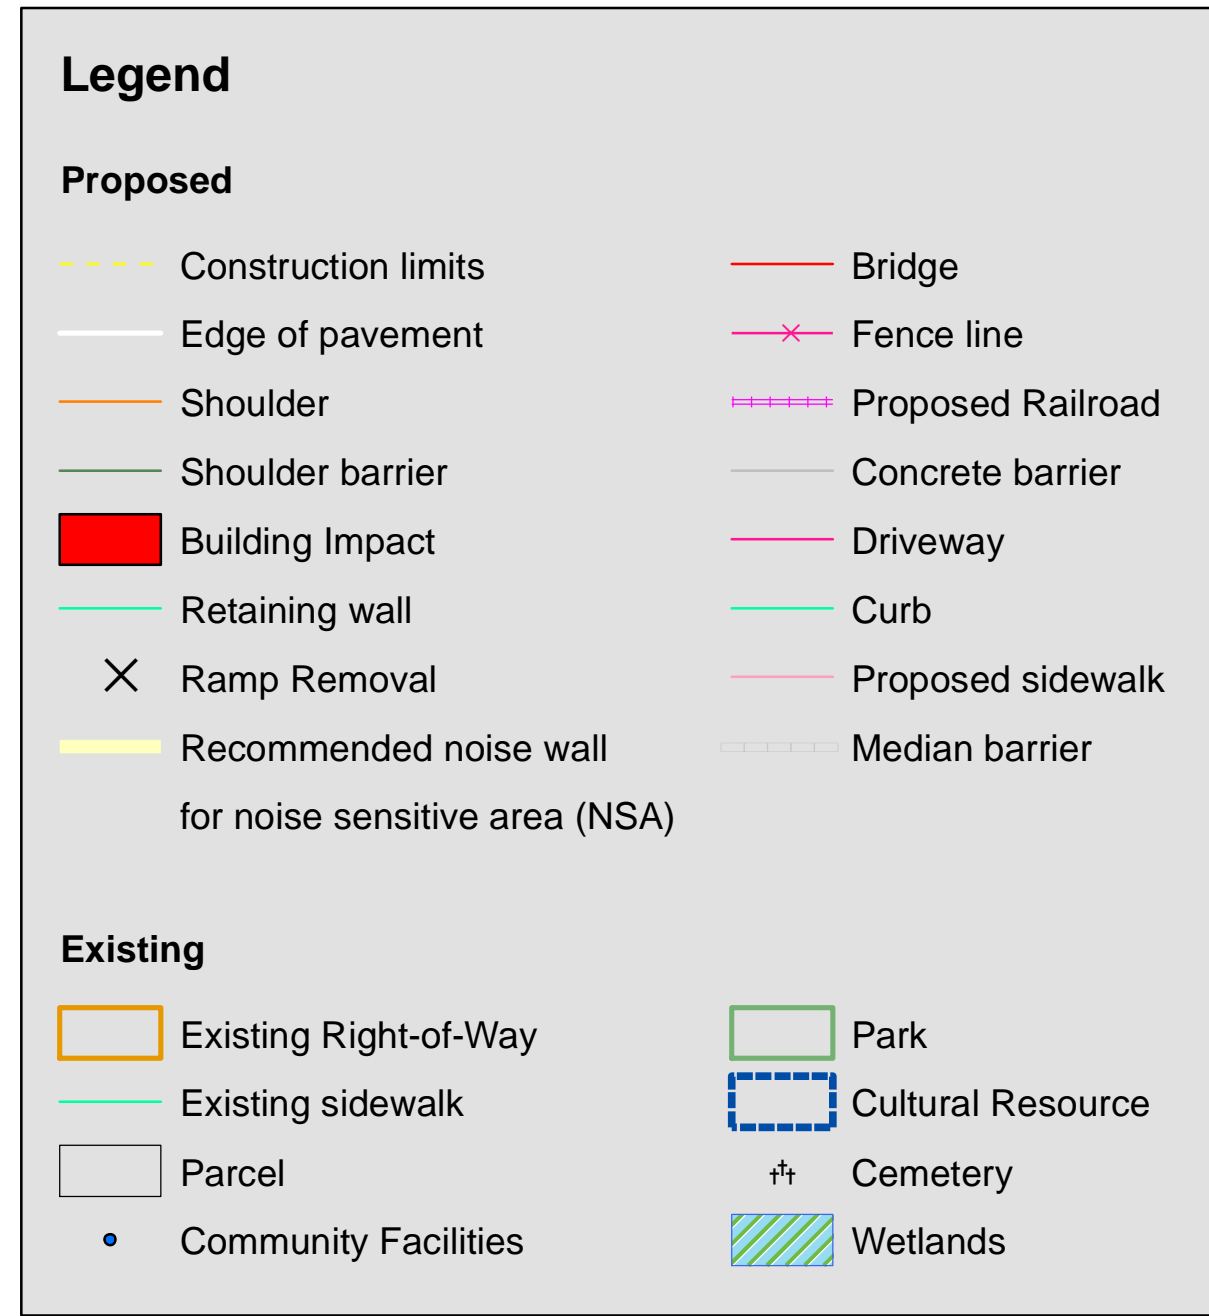 Legend
Proposed
Construction limits
Edge of pavement
Shoulder
Shoulder barrier
Building Impact
Retaining wall
Ramp Removal
Recommended noise wall
for noise sensitive area (NSA)
Bridge
Fence line
Proposed Railroad
Concrete barrier
Driveway
Curb
Proposed sidewalk
Median barrier
Existing
Existing Right-of-Way
Existing sidewalk
Parcel
Community Facilities
Park
Cultural Resource
Cemetery
Wetlands